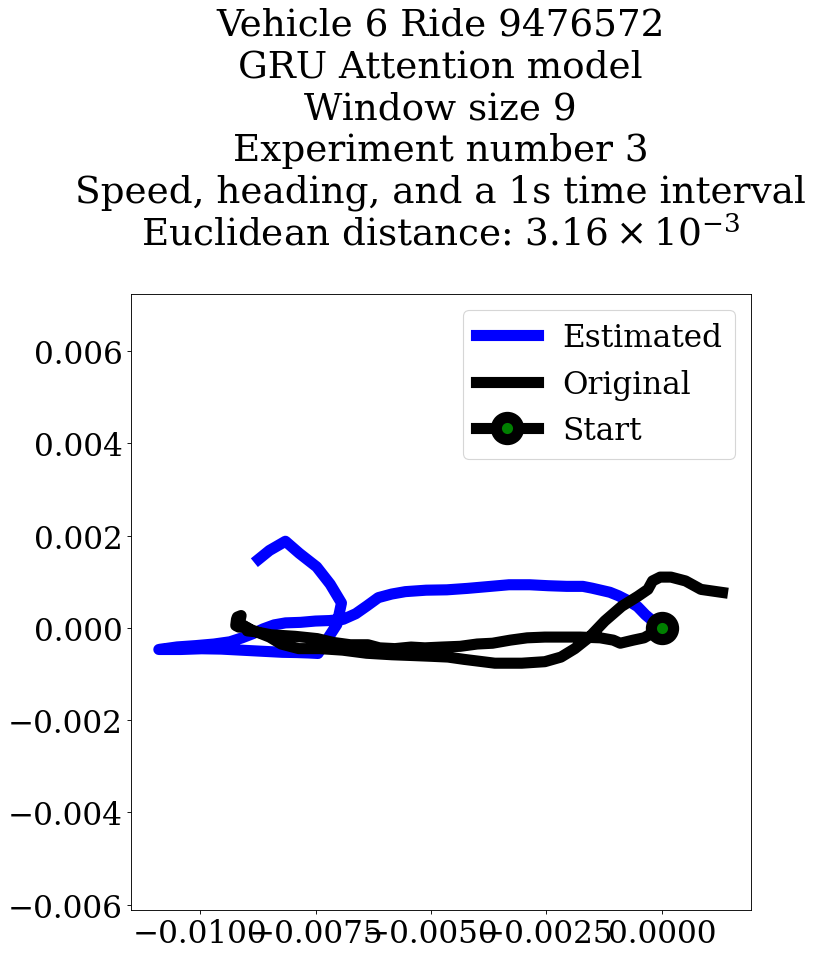 Vehicle 6 Ride 9476572
GRU Attention model
Window size 9
Experiment number 3
Speed, heading, and a 1s time interval
Euclidean distance: 3.16 × 10⁻³
Estimated
Original
Start
0.006
0.004
0.002
0.000
−0.002
−0.004
−0.006
−0.010 −0.0075 −0.0050 −0.0025 0.0000